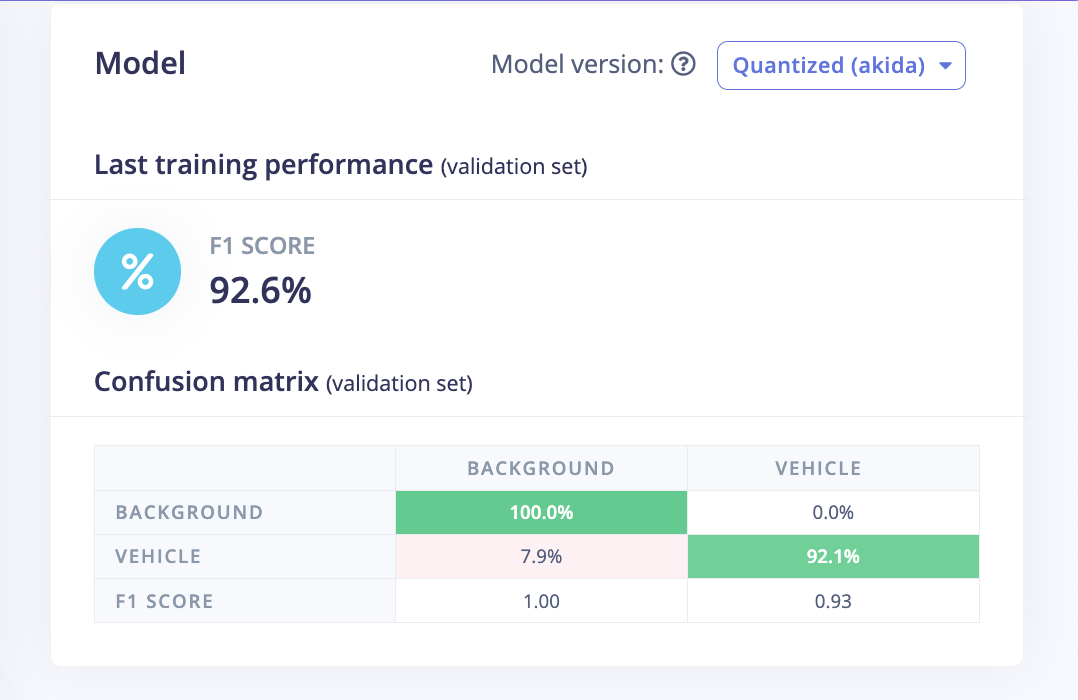 Model
Model version: Quantized (akida)
Last training performance (validation set)
%
F1 SCORE
92.6%
Confusion matrix (validation set)
BACKGROUND VEHICLE
BACKGROUND 100.0% 0.0%
VEHICLE 7.9% 92.1%
F1 SCORE 1.00 0.93